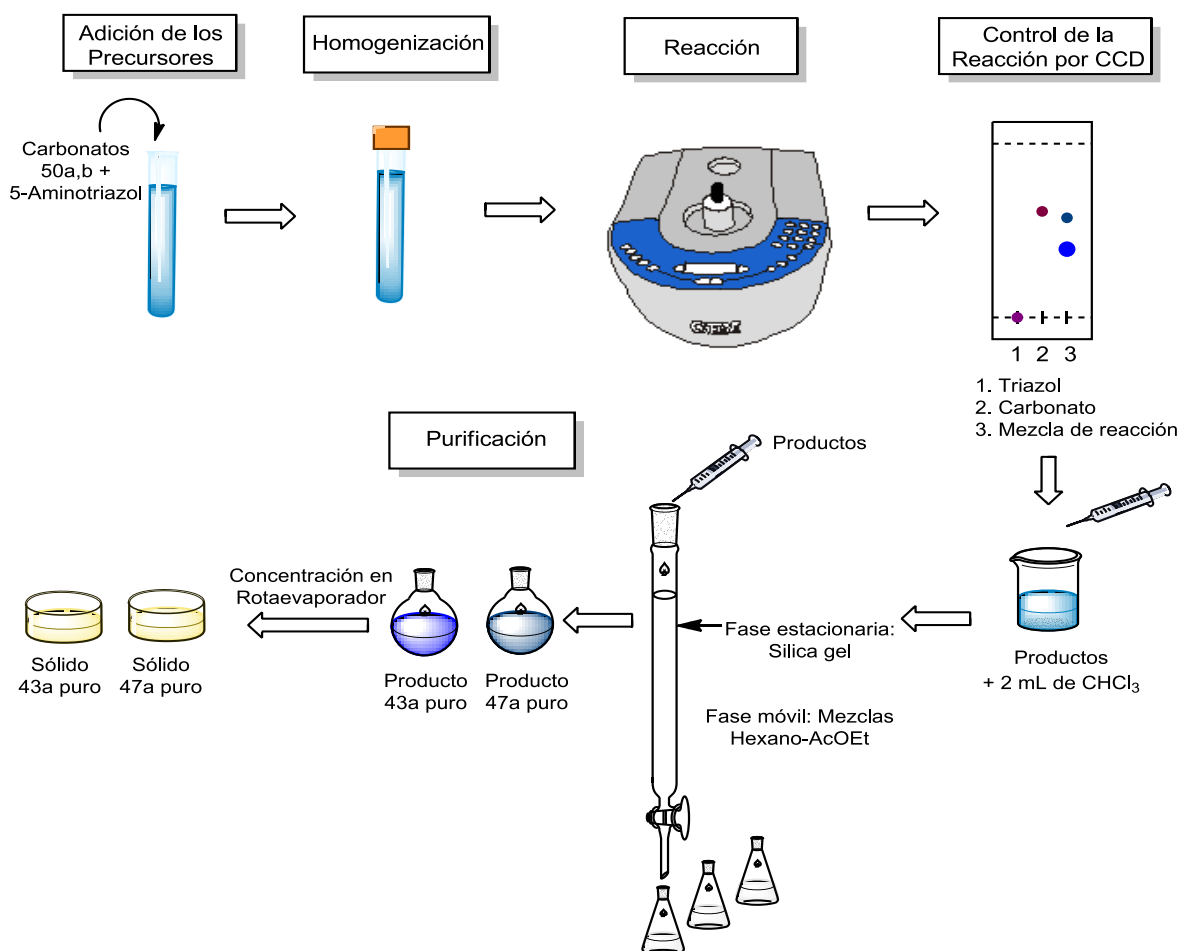 Adición de los
Precursores
Homogenización
Reacción
Control de la
Reacción por CCD
Carbonatos
50a,b +
5-Aminotriazol
1 2 3
1. Triazol
2. Carbonato
3. Mezcla de reacción
Purificación
Productos
Concentración en
Rotaevaporador
Sólido
43a puro
Sólido
47a puro
Producto
43a puro
Producto
47a puro
Fase estacionaria:
Silica gel
Fase móvil: Mezclas
Hexano-AcOEt
Productos
+ 2 mL de CHCl₃